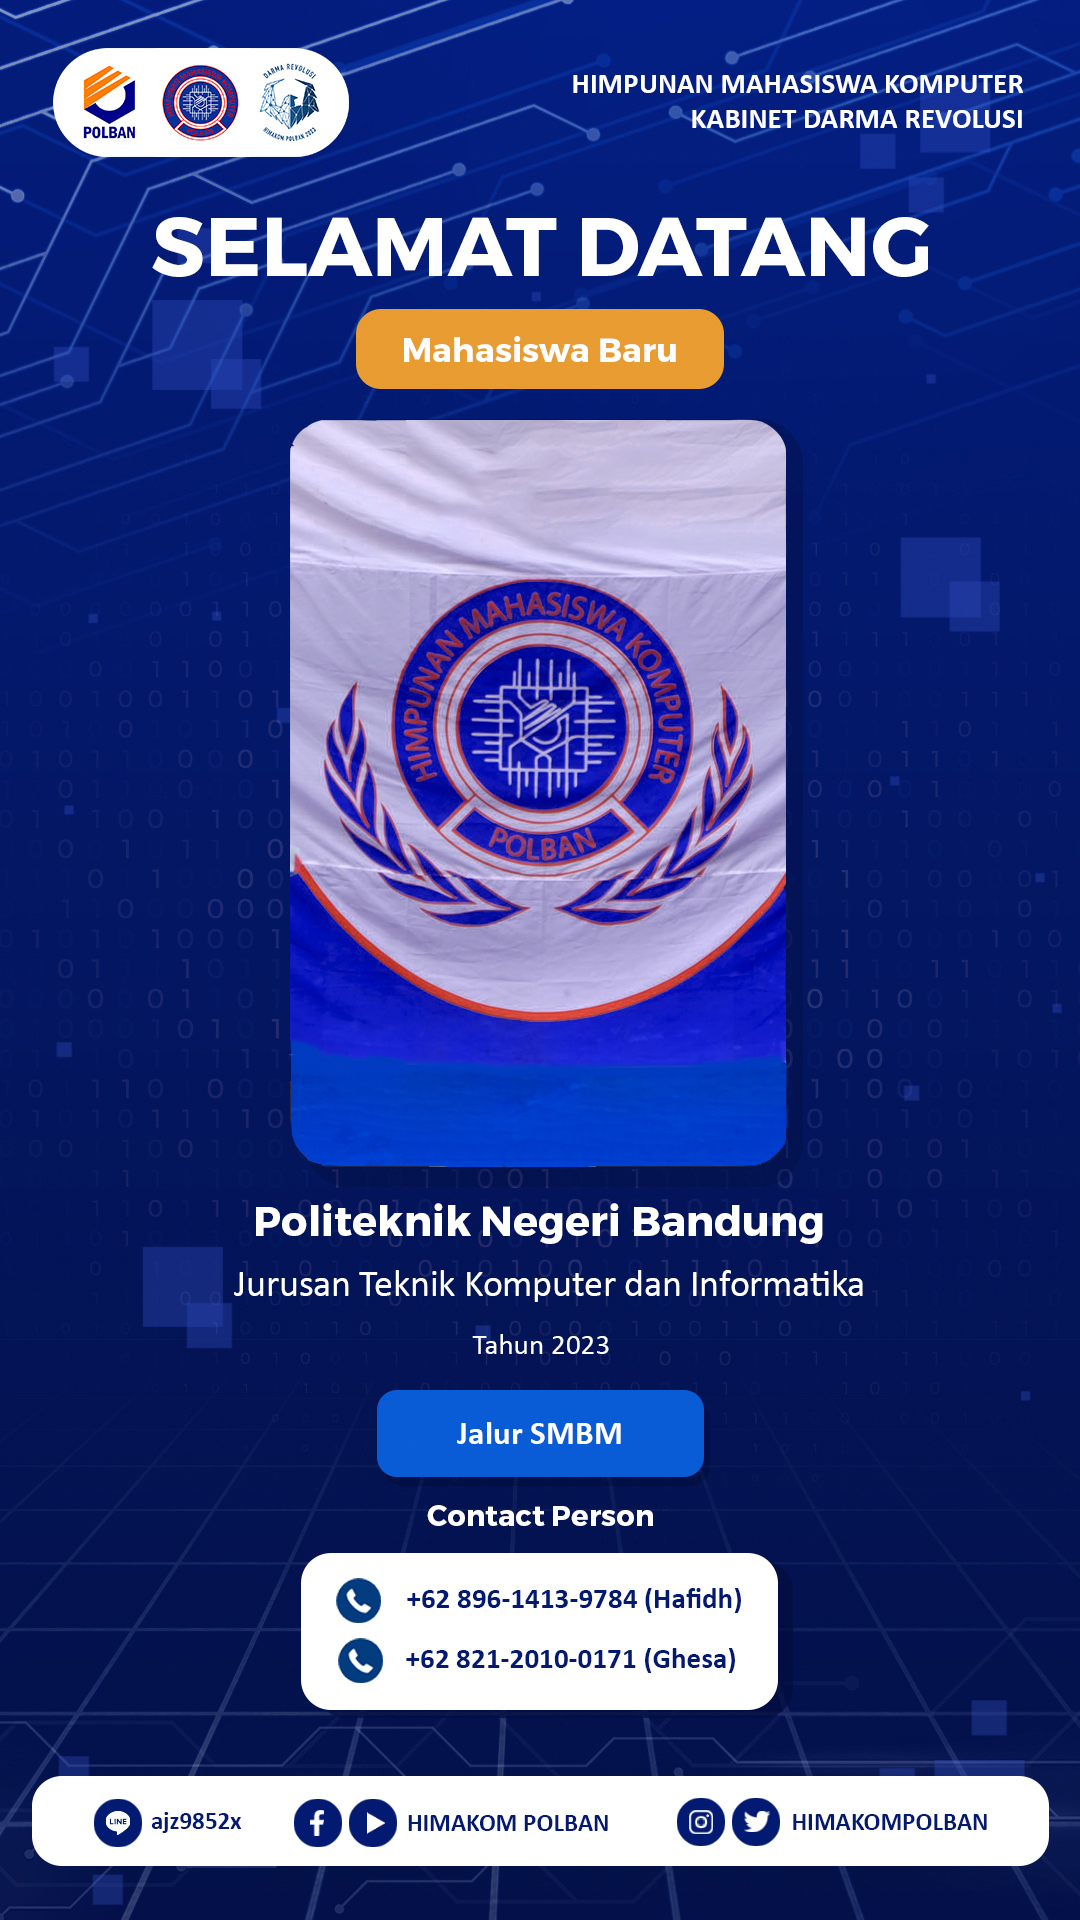 POLBAN
DARMA REVOLUSI
HIMAKOM POLBAN 2023
HIMPUNAN MAHASISWA KOMPUTER
KABINET DARMA REVOLUSI
SELAMAT DATANG
Mahasiswa Baru
HIMPUNAN MAHASISWA KOMPUTER
POLBAN
Politeknik Negeri Bandung
Jurusan Teknik Komputer dan Informatika
Tahun 2023
Jalur SMBM
Contact Person
+62 896-1413-9784 (Hafidh)
+62 821-2010-0171 (Ghesa)
LINE
ajz9852x
HIMAKOM POLBAN
HIMAKOMPOLBAN